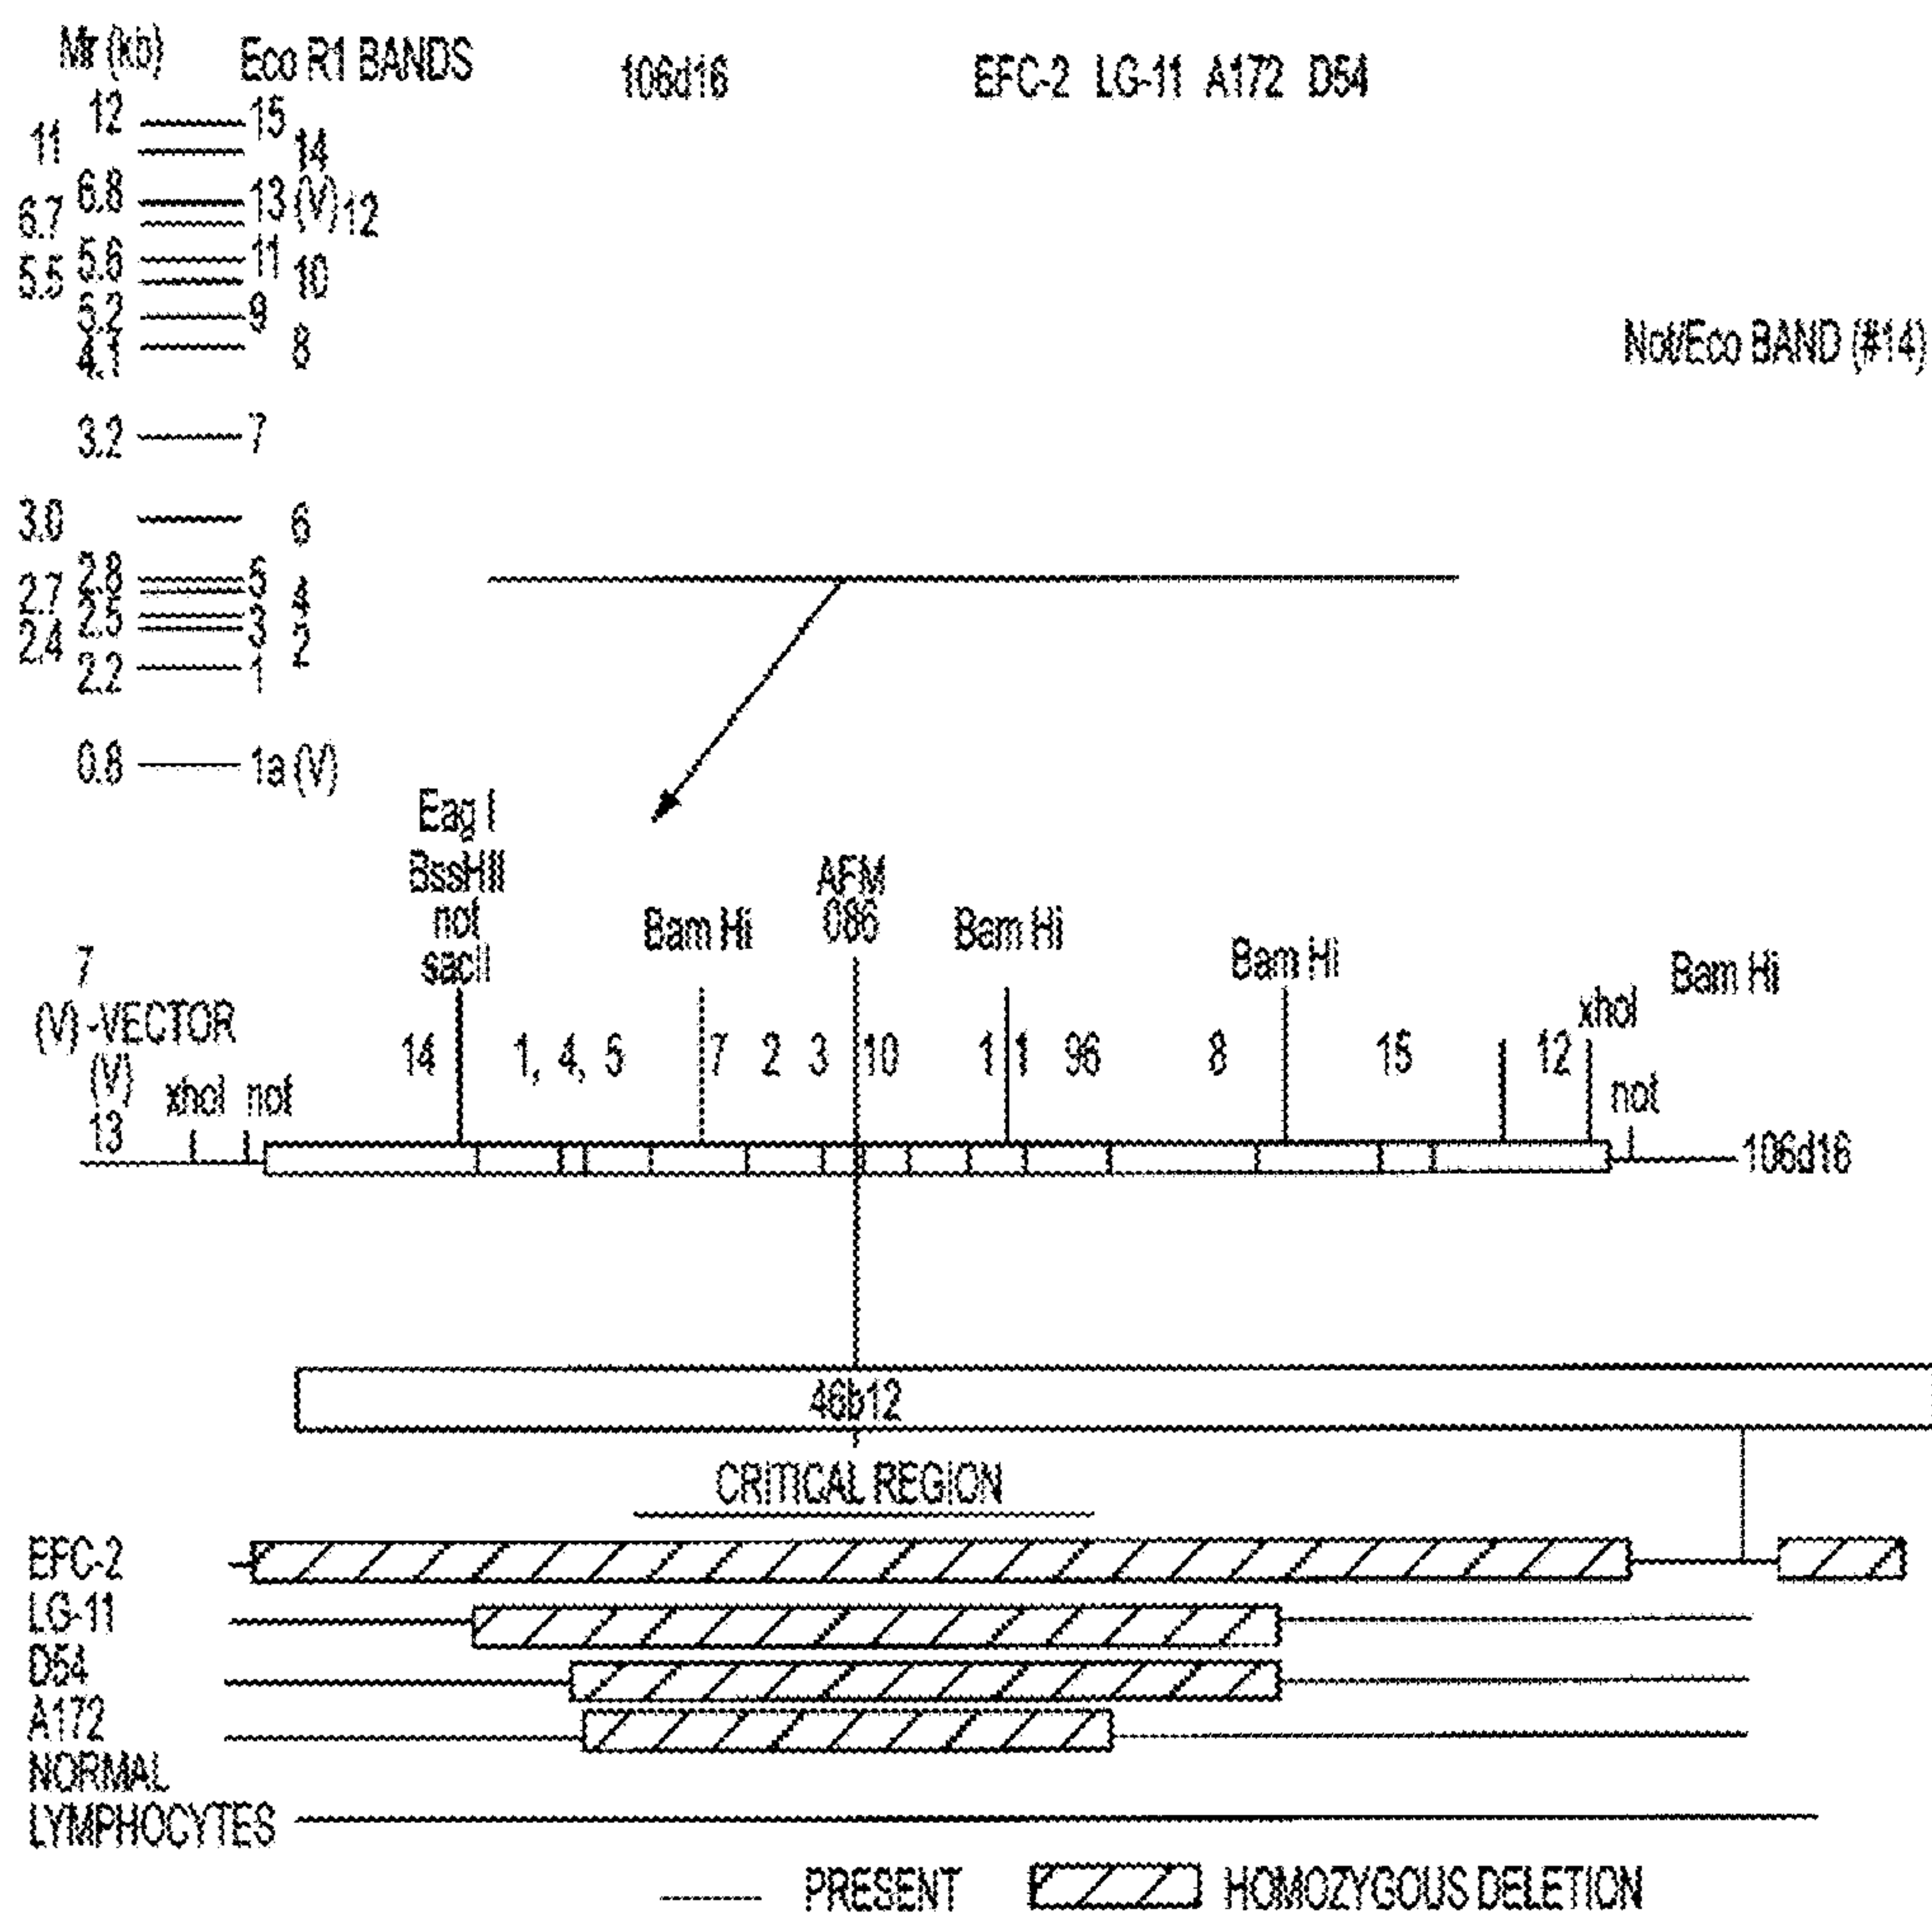 Mr (kb) Eco R1 BANDS 106d16 EFC-2 LG-11 A172 D54
12 15
11 14
6.8 13 (V)
6.7 12
5.6 11
5.5 10
5.2 9
4.1 8
Not/Eco BAND (#14)
3.2 7
3.0 6
2.8 5
2.7 4
2.5 3
2.4 2
2.2 1
0.8 1a (V)
Eag I
BssHII
not
sacII
Bam Hi
AFM
086
Bam Hi
Bam Hi
Bam Hi
7
(V) -VECTOR
(V)
13
xhol not
14 1, 4, 5 7 2 3 10 1 1 96 8 15 12
xhol
not
106d16
46b12
CRITICAL REGION
EFC-2
LG-11
D54
A172
NORMAL
LYMPHOCYTES
PRESENT HOMOZYGOUS DELETION